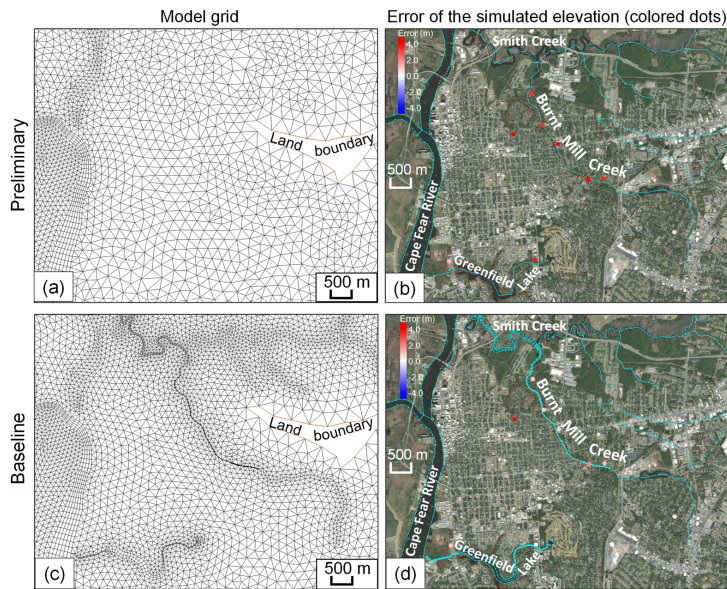 Model grid
Error of the simulated elevation (colored dots)
Preliminary
Land boundary
(a)
500 m
Error (m)
4.0
2.0
0.0
-2.0
-4.0
Smith Creek
Burnt Mill Creek
500 m
Cape Fear River
Greenfield
Lake
(b)
Baseline
Land boundary
(c)
500 m
Error (m)
4.0
2.0
0.0
-2.0
-4.0
Smith Creek
Burnt Mill Creek
500 m
Cape Fear River
Greenfield
Lake
(d)